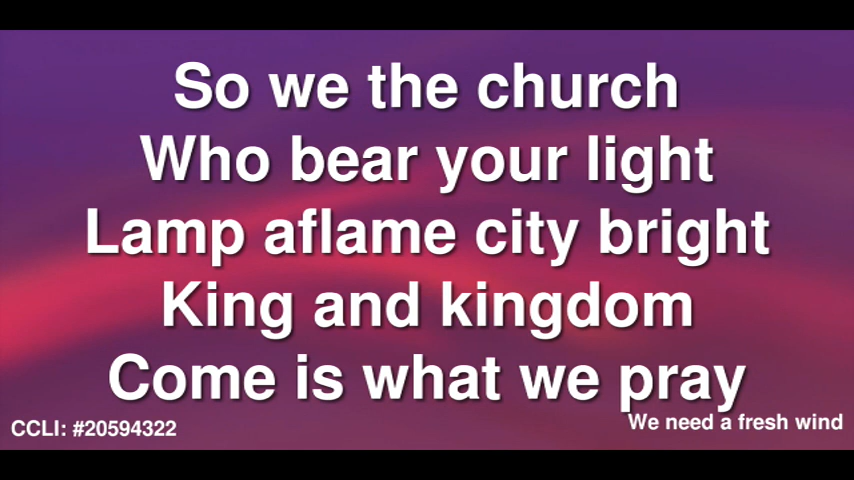 So we the church
Who bear your light
Lamp aflame city bright
King and kingdom
Come is what we pray
CCLI: #20594322
We need a fresh wind